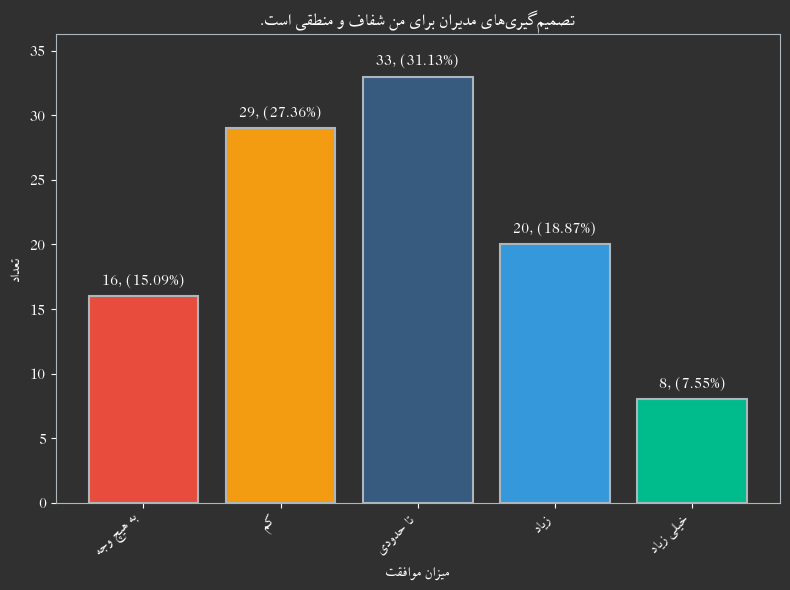 تصمیم‌گیری‌های مدیران برای من شفاف و منطقی است.
35
30
25
20
15
10
5
0
تعداد
16, (15.09%)
29, (27.36%)
33, (31.13%)
20, (18.87%)
8, (7.55%)
به هیچ وجه
کم
تا حدودی
زیاد
خیلی زیاد
میزان موافقت